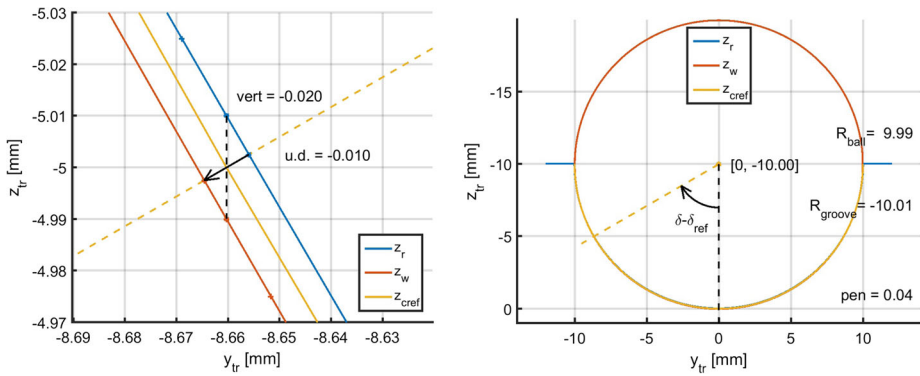 -5.03
-5.02
-5.01
-5
-4.99
-4.98
-4.97
z_tr [mm]
vert = -0.020
u.d. = -0.010
z_r
z_w
z_cref
-8.69 -8.68 -8.67 -8.66 -8.65 -8.64 -8.63
y_tr [mm]
-15
-10
-5
0
z_tr [mm]
z_r
z_w
z_cref
R_ball = 9.99
[0, -10.00]
R_groove = -10.01
δ-δ_ref
pen = 0.04
-10 -5 0 5 10
y_tr [mm]